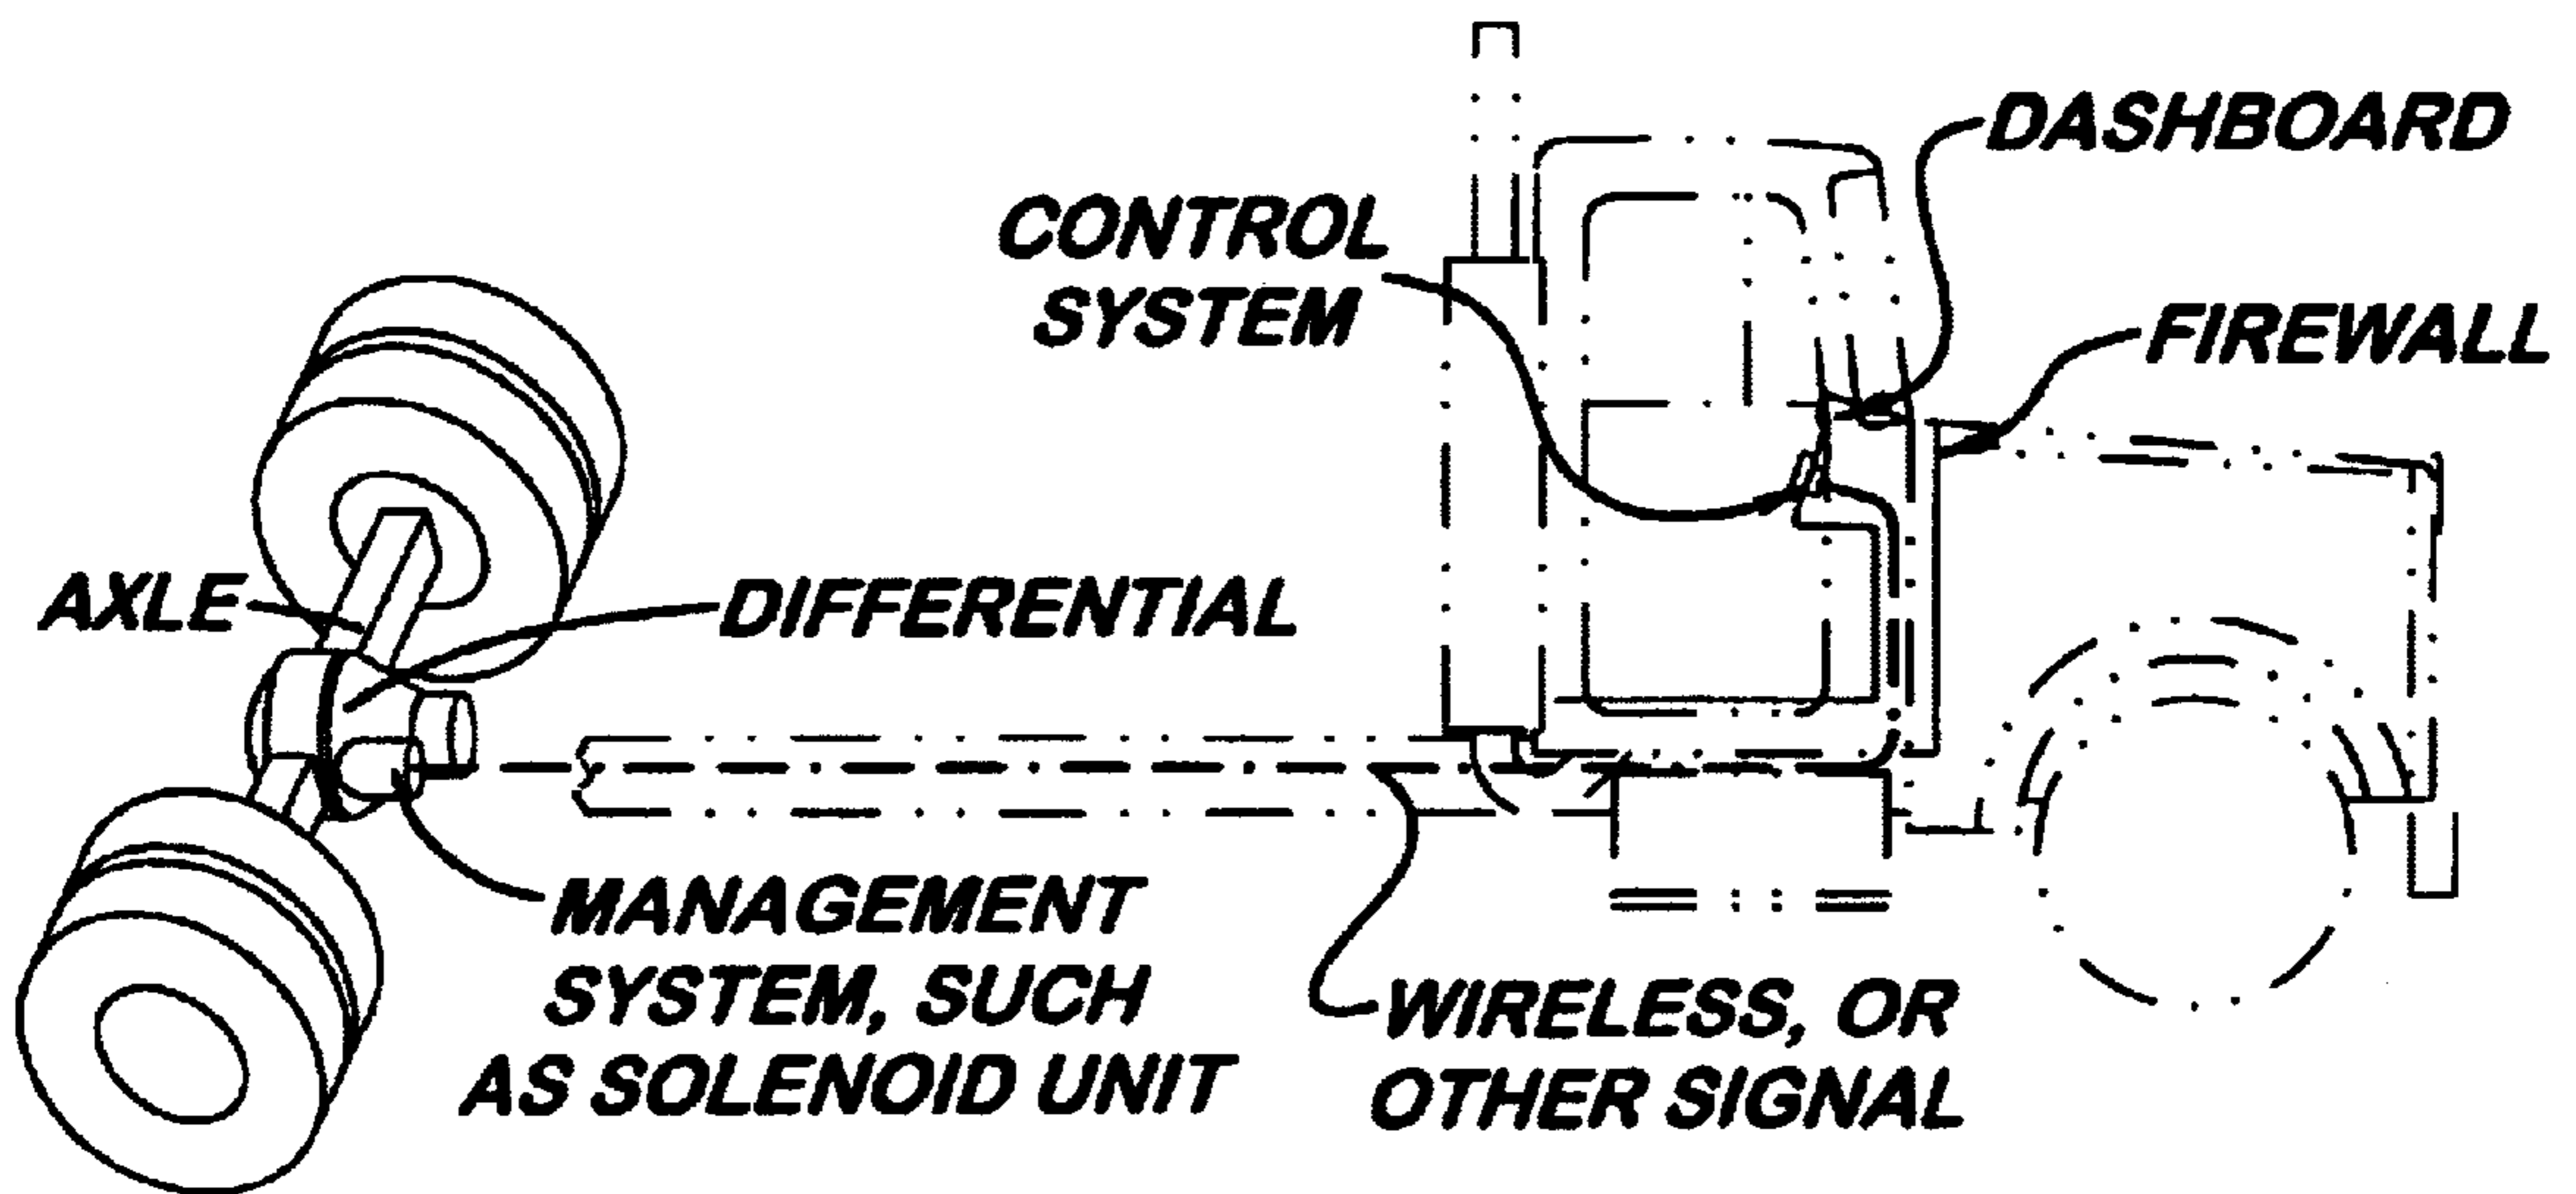 DASHBOARD
CONTROL
SYSTEM
FIREWALL
AXLE
DIFFERENTIAL
MANAGEMENT
SYSTEM, SUCH
AS SOLENOID UNIT
WIRELESS, OR
OTHER SIGNAL